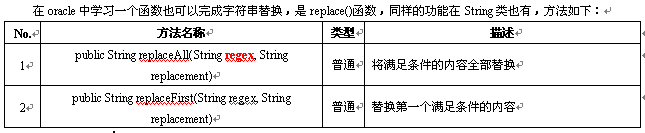 在 oracle 中学习一个函数也可以完成字符串替换，是 replace()函数，同样的功能在 String 类也有，方法如下：
No. 方法名称 类型 描述
1 public String replaceAll(String regex, String replacement) 普通 将满足条件的内容全部替换
2 public String replaceFirst(String regex, String replacement) 普通 替换第一个满足条件的内容